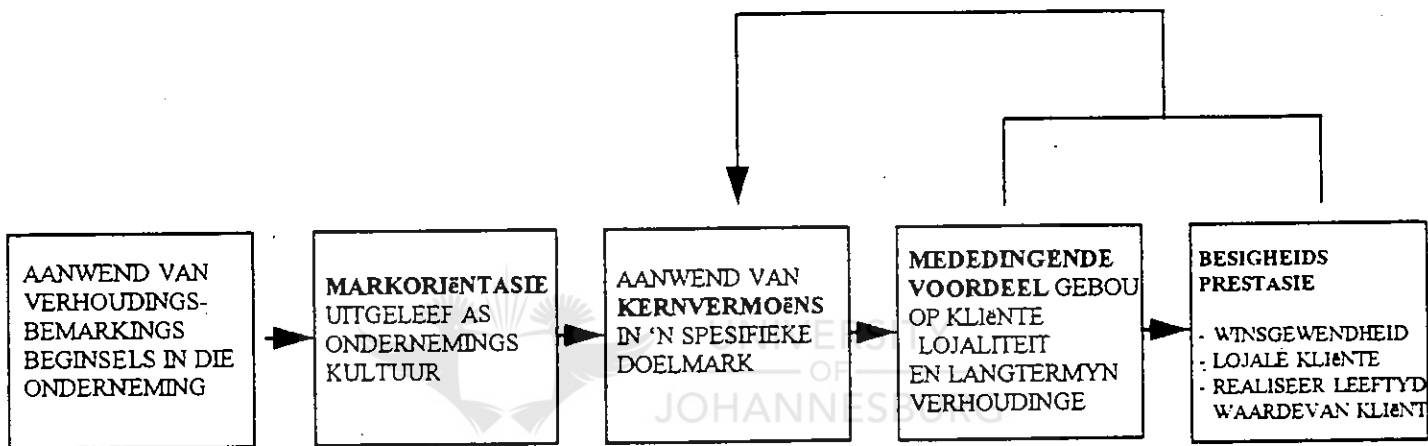 AANWEND VAN
VERHOUDINGS-
BEMARKINGS
BEGINSELS IN DIE
ONDERNEMING
MARKORIëNTASIE
UITGELEEF AS
ONDERNEMINGS
KULTUUR
AANWEND VAN
KERNVERMOëNS
IN 'N SPESIFIEKE
DOELMARK
MEDEDINGENDE
VOORDEEL GEBOU
OP KLIëNTE
LOJALITEIT
EN LANGTERMYN
VERHOUDINGE
BESIGHEIDS
PRESTASIE
- WINSGEWENDHEID
- LOJALE KLIëNTE
- REALISEER LEEFTYD
WAARDEVAN KLIëNT
UNIVERSITY
OF
JOHANNESBURG